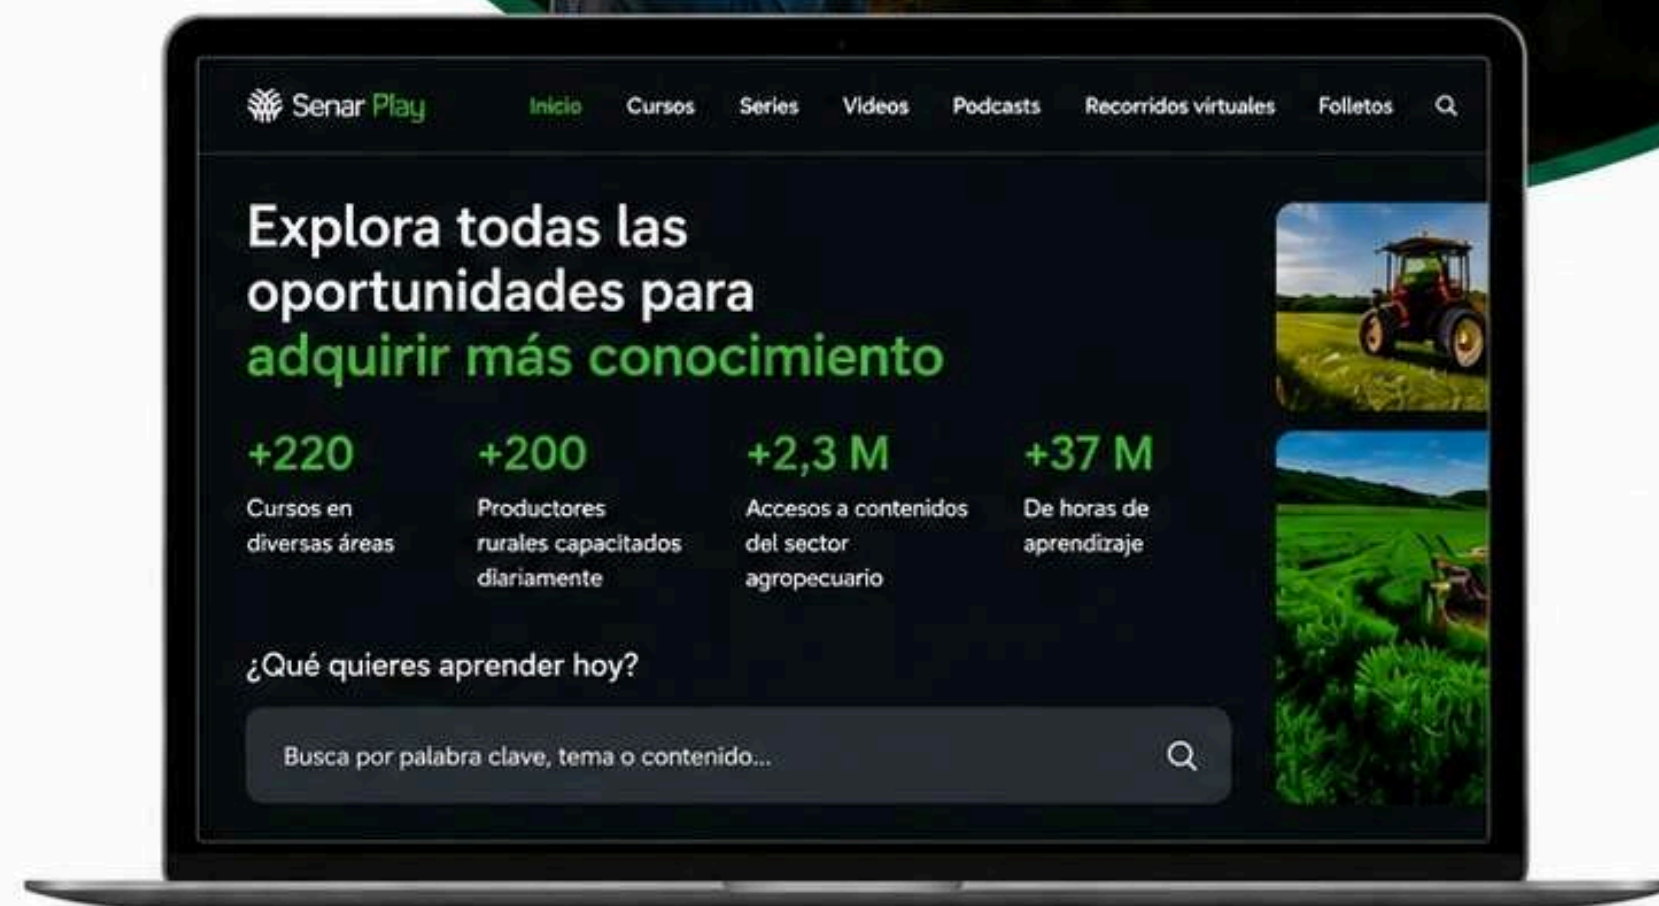 Senar Play
Inicio Cursos Series Videos Podcasts Recorridos virtuales Folletos
Explora todas las
oportunidades para
adquirir más conocimiento
+220
Cursos en
diversas áreas
+200
Productores
rurales capacitados
diariamente
+2,3 M
Accesos a contenidos
del sector
agropecuario
+37 M
De horas de
aprendizaje
¿Qué quieres aprender hoy?
Busca por palabra clave, tema o contenido...